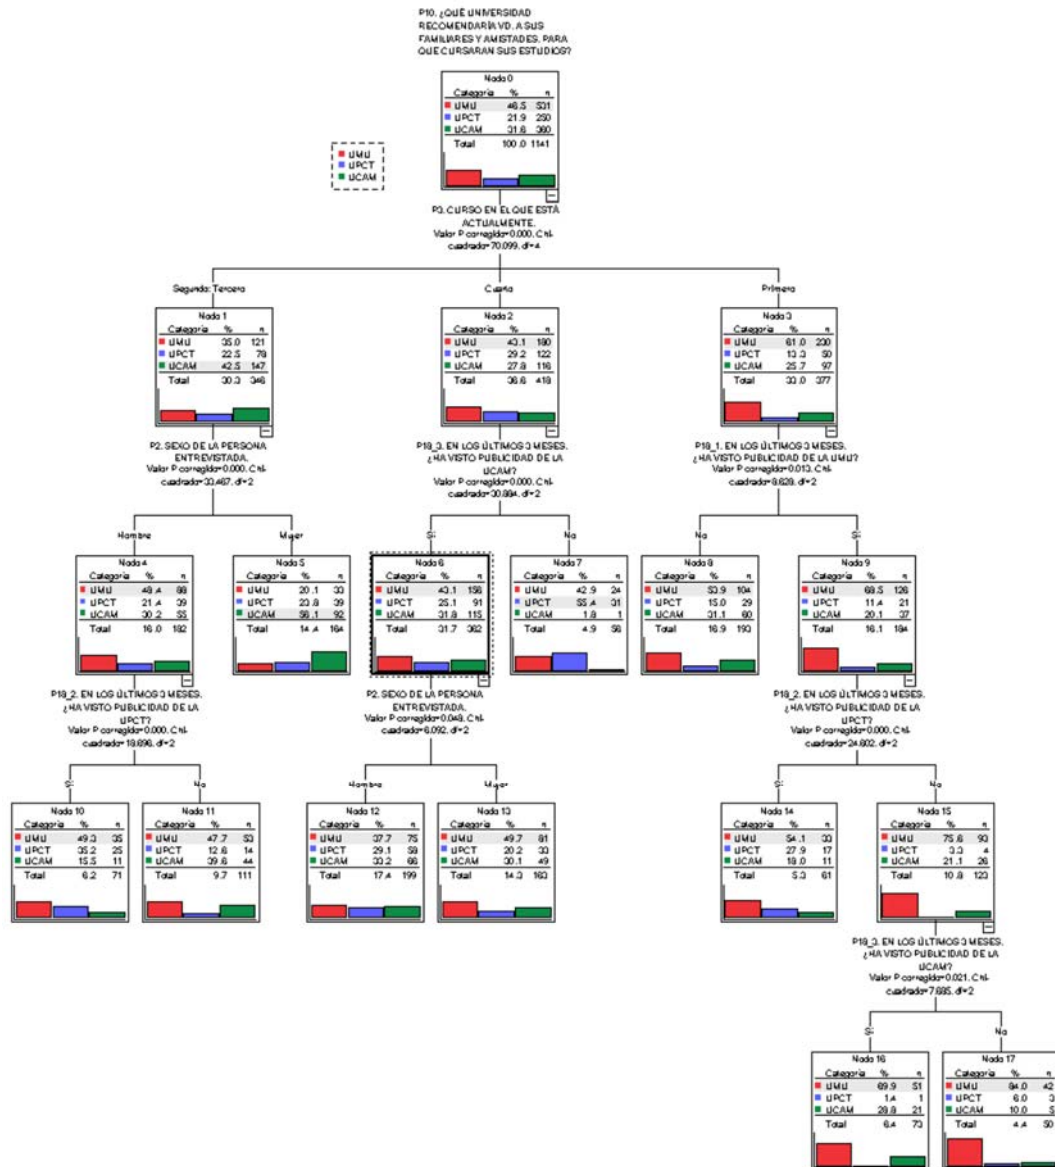 P10. ¿QUÉ UNIVERSIDAD
RECOMENDARÍA VD. A SUS
FAMILIARES Y AMISTADES, PARA
QUE CURSARAN SUS ESTUDIOS?
Nodo 0
Categoría % n
UMU 46.5 531
UPCT 21.9 250
UCAM 31.6 360
Total 100.0 1141
UMU
UPCT
UCAM
P3. CURSO EN EL QUE ESTÁ
ACTUALMENTE.
Valor P corregido=0.000, Chi-
cuadrado=70.099, df=4
Segundo; Tercero
Cuarto
Primero
Nodo 1
Categoría % n
UMU 35.0 121
UPCT 22.5 78
UCAM 42.5 147
Total 30.3 346
Nodo 2
Categoría % n
UMU 43.1 180
UPCT 29.2 122
UCAM 27.8 116
Total 36.6 418
Nodo 3
Categoría % n
UMU 61.0 230
UPCT 13.3 50
UCAM 25.7 97
Total 33.0 377
P2. SEXO DE LA PERSONA
ENTREVISTADA.
Valor P corregido=0.000, Chi-
cuadrado=33.467, df=2
P18_3. EN LOS ÚLTIMOS 3 MESES.
¿HA VISTO PUBLICIDAD DE LA
UCAM?
Valor P corregido=0.000, Chi-
cuadrado=30.884, df=2
P18_1. EN LOS ÚLTIMOS 3 MESES.
¿HA VISTO PUBLICIDAD DE LA UMU?
Valor P corregido=0.013, Chi-
cuadrado=8.628, df=2
Hombre
Mujer
Sí
No
No
Sí
Nodo 4
Categoría % n
UMU 48.4 88
UPCT 21.4 39
UCAM 30.2 55
Total 16.0 182
Nodo 5
Categoría % n
UMU 20.1 33
UPCT 23.8 39
UCAM 56.1 92
Total 14.4 164
Nodo 6
Categoría % n
UMU 43.1 156
UPCT 25.1 91
UCAM 31.8 115
Total 31.7 362
Nodo 7
Categoría % n
UMU 42.9 24
UPCT 55.4 31
UCAM 1.8 1
Total 4.9 56
Nodo 8
Categoría % n
UMU 53.9 104
UPCT 15.0 29
UCAM 31.1 60
Total 16.9 193
Nodo 9
Categoría % n
UMU 68.5 126
UPCT 11.4 21
UCAM 20.1 37
Total 16.1 184
P18_2. EN LOS ÚLTIMOS 3 MESES.
¿HA VISTO PUBLICIDAD DE LA
UPCT?
Valor P corregido=0.000, Chi-
cuadrado=18.696, df=2
P2. SEXO DE LA PERSONA
ENTREVISTADA.
Valor P corregido=0.048, Chi-
cuadrado=6.092, df=2
P18_2. EN LOS ÚLTIMOS 3 MESES.
¿HA VISTO PUBLICIDAD DE LA
UPCT?
Valor P corregido=0.000, Chi-
cuadrado=24.602, df=2
Sí
No
Hombre
Mujer
Sí
No
Nodo 10
Categoría % n
UMU 49.3 35
UPCT 35.2 25
UCAM 15.5 11
Total 6.2 71
Nodo 11
Categoría % n
UMU 47.7 53
UPCT 12.6 14
UCAM 39.6 44
Total 9.7 111
Nodo 12
Categoría % n
UMU 37.7 75
UPCT 29.1 58
UCAM 33.2 66
Total 17.4 199
Nodo 13
Categoría % n
UMU 49.7 81
UPCT 20.2 33
UCAM 30.1 49
Total 14.3 163
Nodo 14
Categoría % n
UMU 54.1 33
UPCT 27.9 17
UCAM 18.0 11
Total 5.3 61
Nodo 15
Categoría % n
UMU 75.6 93
UPCT 3.3 4
UCAM 21.1 26
Total 10.8 123
P18_3. EN LOS ÚLTIMOS 3 MESES.
¿HA VISTO PUBLICIDAD DE LA
UCAM?
Valor P corregido=0.021, Chi-
cuadrado=7.685, df=2
Sí
No
Nodo 16
Categoría % n
UMU 69.9 51
UPCT 1.4 1
UCAM 28.8 21
Total 6.4 73
Nodo 17
Categoría % n
UMU 84.0 42
UPCT 6.0 3
UCAM 10.0 5
Total 4.4 50